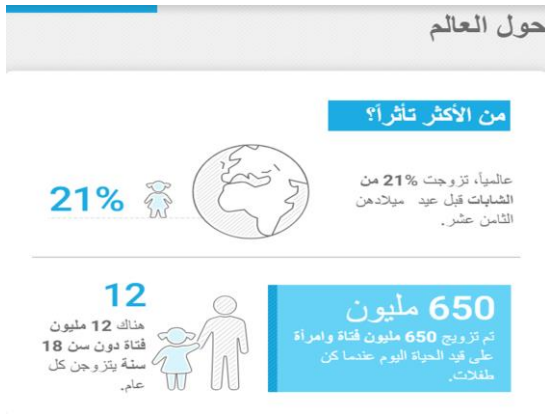 حول العالم
من الأكثر تأثراً؟
عالمياً، تزوجت 21% من
الشابات قبل عيد ميلادهن
الثامن عشر.
21%
650 مليون
تم تزويج 650 مليون فتاة وامرأة
على قيد الحياة اليوم عندما كن
طفلات.
12
هناك 12 مليون
فتاة دون سن 18
سنة يتزوجن كل
عام.